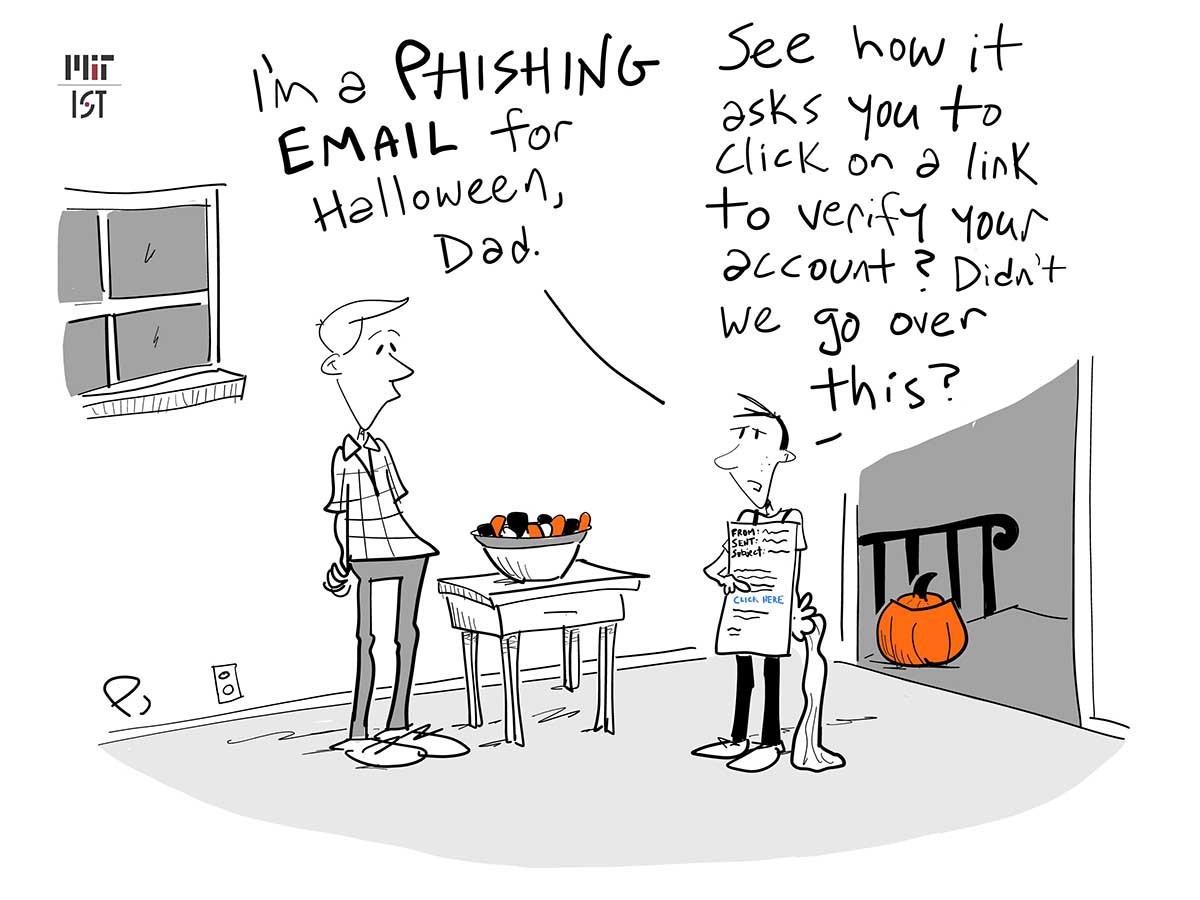 MIT
IST
I'm a PHISHING
EMAIL for
Halloween,
Dad.
See how it
asks you to
click on a link
to verify your
account? Didn't
we go over
this?
FROM:
SENT:
Subject:
CLICK HERE